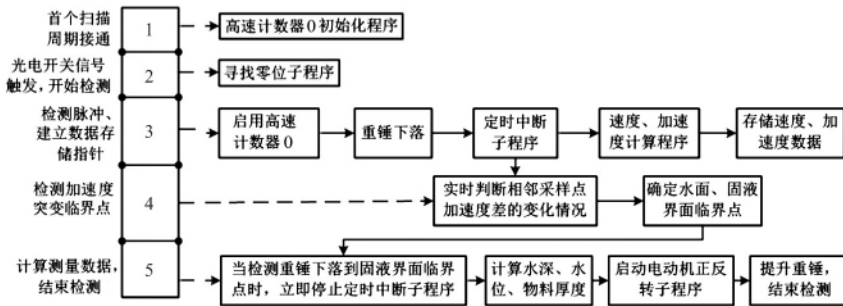 首个扫描
周期接通
1
高速计数器0初始化程序
光电开关信号
触发,开始检测
2
寻找零位子程序
检测脉冲、
建立数据存
储指针
3
启用高速
计数器0
重锤下落
定时中断
子程序
速度、加速
度计算程序
存储速度、加
速度数据
检测加速度
突变临界点
4
实时判断相邻采样点
加速度差的变化情况
确定水面、固液
界面临界点
计算测量数据,
结束检测
5
当检测重锤下落到固液界面临界
点时,立即停止定时中断子程序
计算水深、水
位、物料厚度
启动电动机正反
转子程序
提升重锤,
结束检测